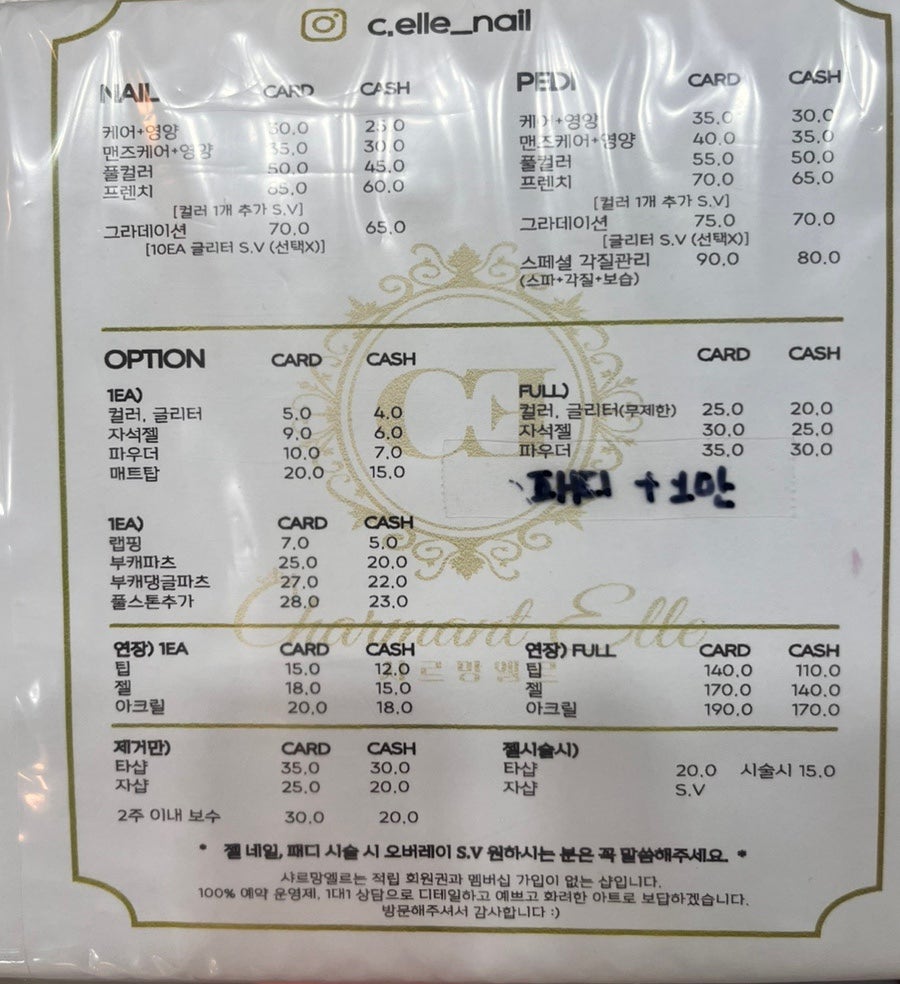 c.elle_nail
NAIL CARD CASH
케어+영양 30.0 25.0
맨즈케어+영양 35.0 30.0
풀컬러 50.0 45.0
프렌치 65.0 60.0
[컬러 1개 추가 S.V]
그라데이션 70.0 65.0
[10EA 글리터 S.V (선택X)]
PEDI CARD CASH
케어+영양 35.0 30.0
맨즈케어+영양 40.0 35.0
풀컬러 55.0 50.0
프렌치 70.0 65.0
[컬러 1개 추가 S.V]
그라데이션 75.0 70.0
[글리터 S.V (선택X)]
스페셜 각질관리 90.0 80.0
(스파+각질+보습)
OPTION CARD CASH
1EA)
컬러, 글리터 5.0 4.0
자석젤 9.0 6.0
파우더 10.0 7.0
매트탑 20.0 15.0
CARD CASH
FULL)
컬러, 글리터(무제한) 25.0 20.0
자석젤 30.0 25.0
파우더 35.0 30.0
패디 +1만
CE
1EA) CARD CASH
랩핑 7.0 5.0
부캐파츠 25.0 20.0
부캐댕글파츠 27.0 22.0
풀스톤추가 28.0 23.0
Charmant Elle
샤르망엘르
연장) 1EA CARD CASH
팁 15.0 12.0
젤 18.0 15.0
아크릴 20.0 18.0
연장) FULL CARD CASH
팁 140.0 110.0
젤 170.0 140.0
아크릴 190.0 170.0
제거만) CARD CASH
타샵 35.0 30.0
자샵 25.0 20.0
2주 이내 보수 30.0 20.0
젤시술시)
타샵 20.0 시술시 15.0
자샵 S.V
* 젤 네일, 패디 시술 시 오버레이 S.V 원하시는 분은 꼭 말씀해주세요. *
샤르망엘르는 적립 회원권과 멤버십 가입이 없는 샵입니다.
100% 예약 운영제, 1대1 상담으로 디테일하고 예쁘고 화려한 아트로 보답하겠습니다.
방문해주셔서 감사합니다 :)